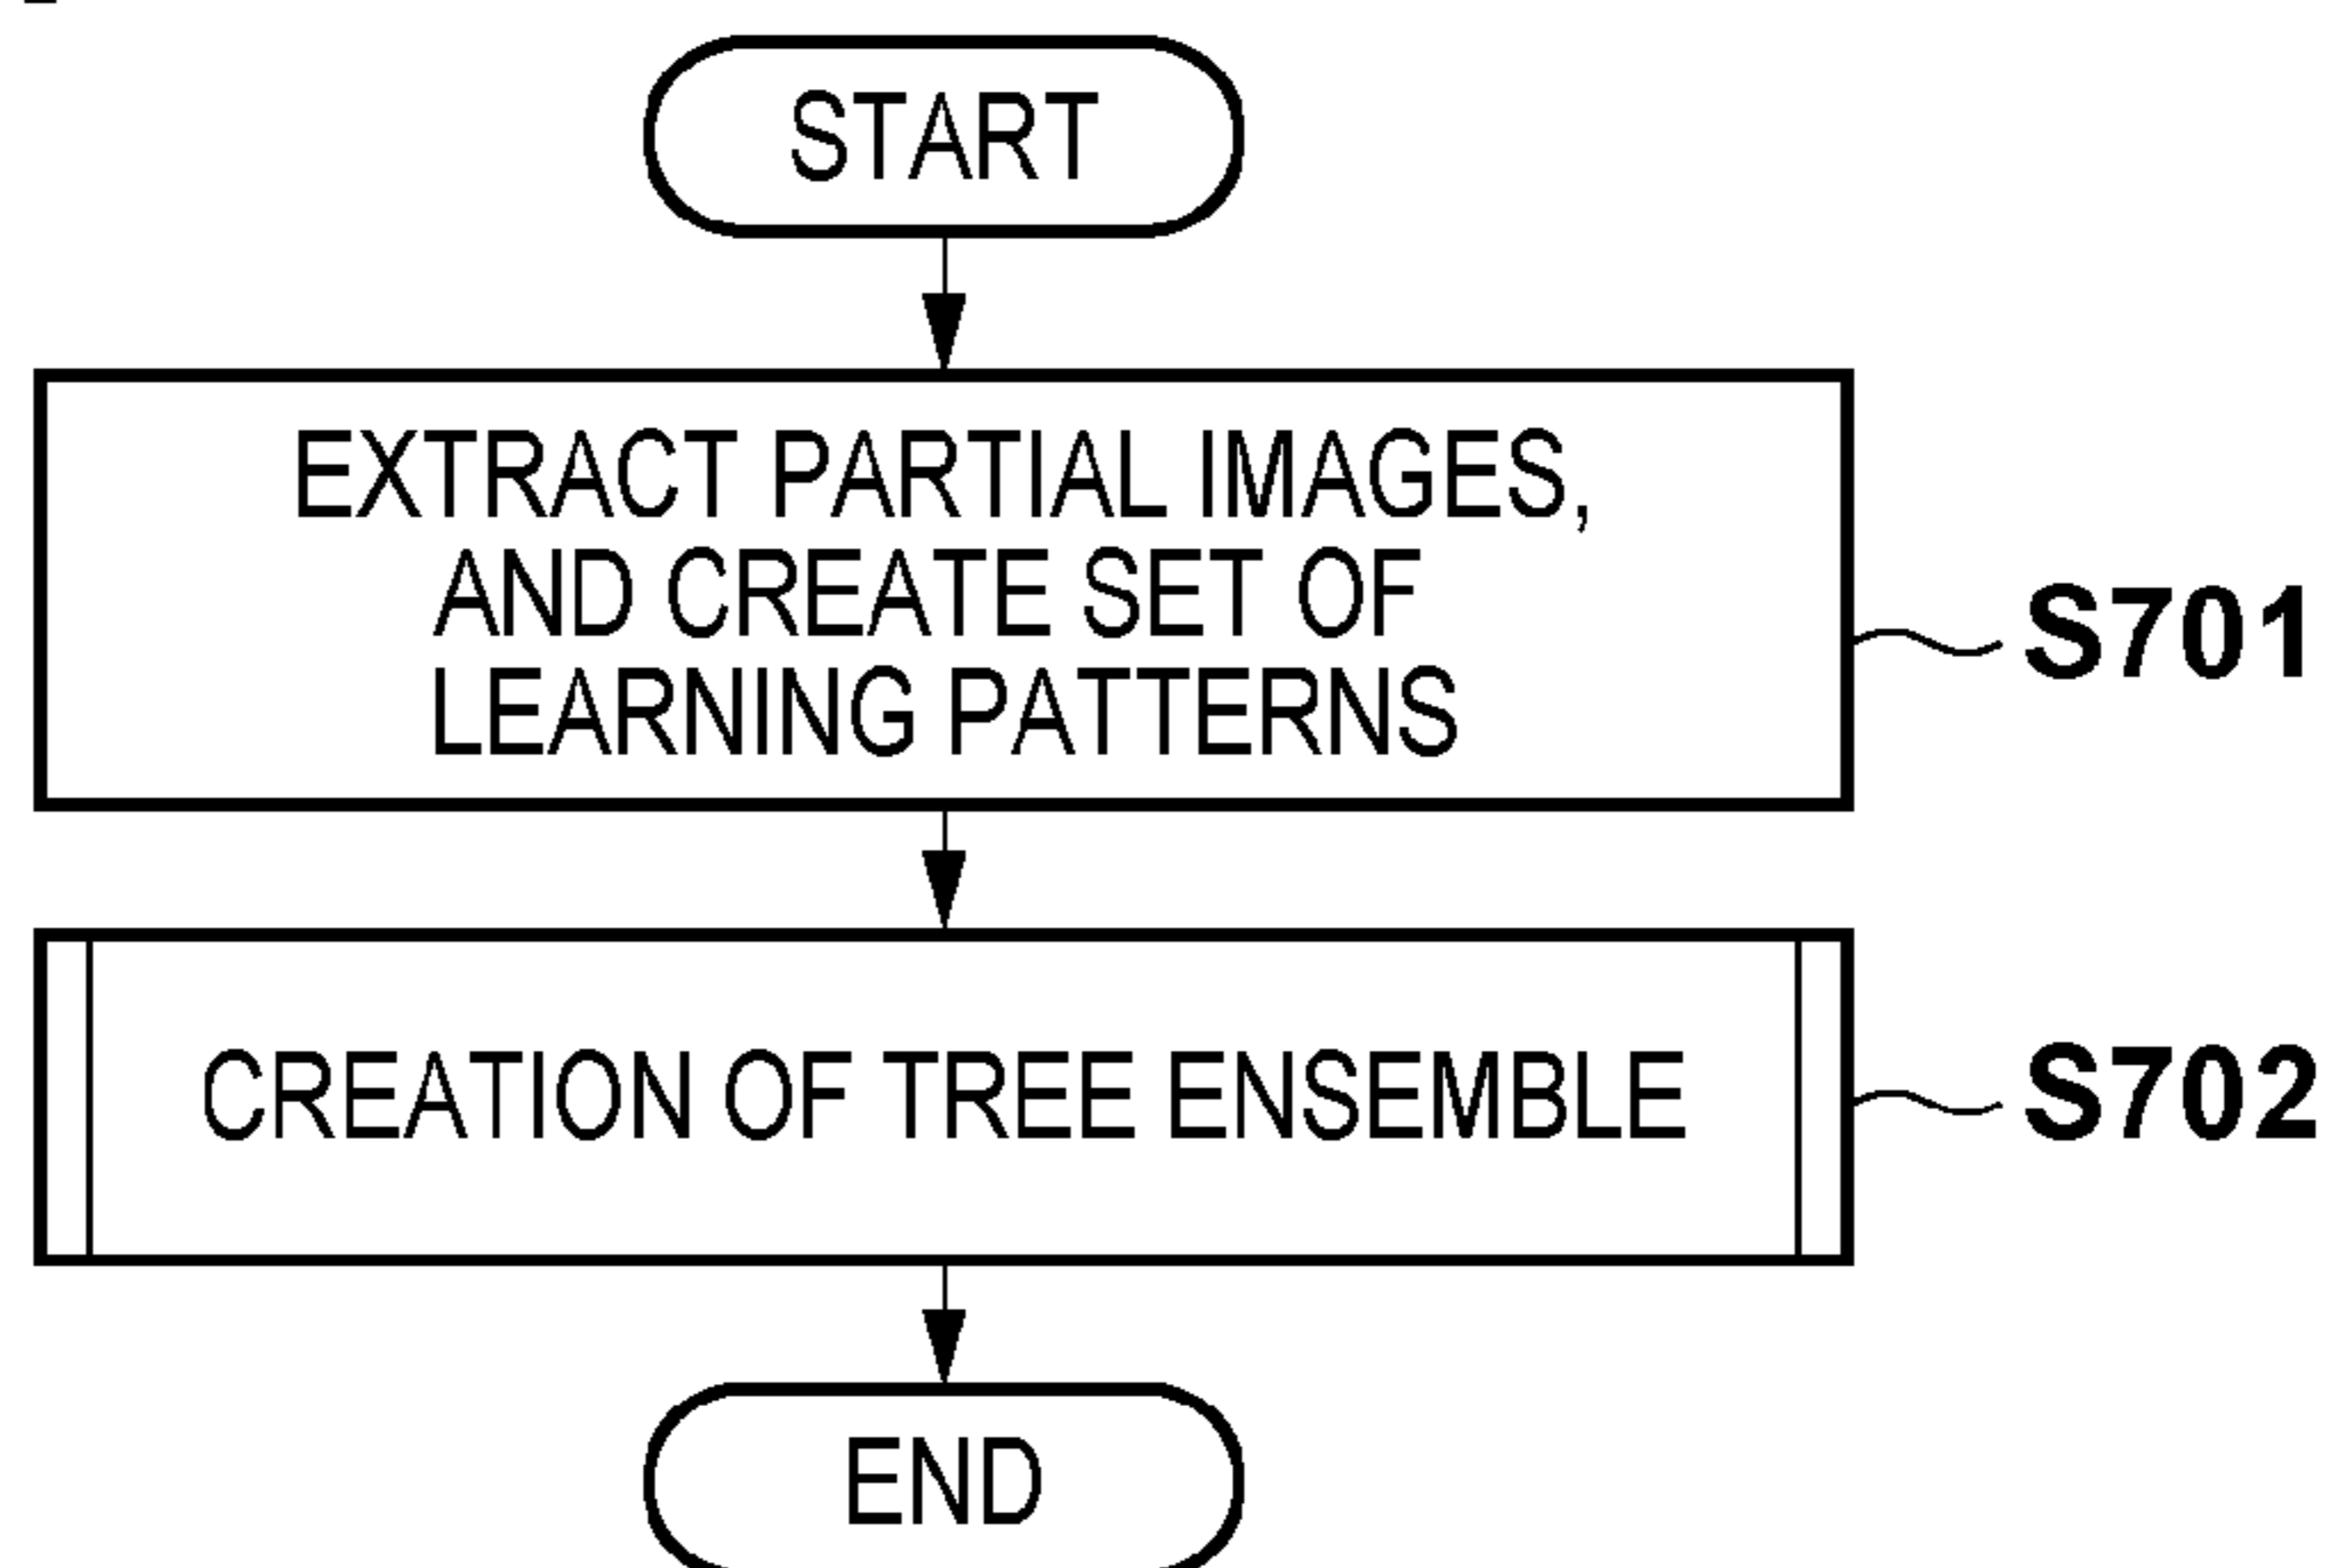 START
EXTRACT PARTIAL IMAGES,
AND CREATE SET OF
LEARNING PATTERNS
S701
CREATION OF TREE ENSEMBLE
S702
END